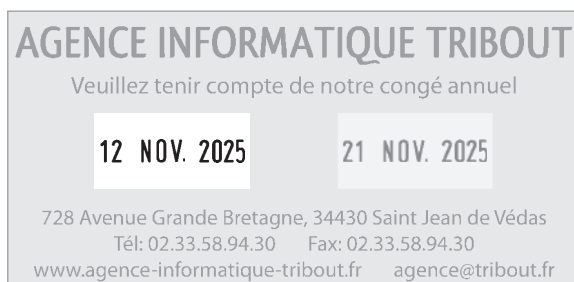 AGENCE INFORMATIQUE TRIBOUT
Veuillez tenir compte de notre congé annuel
12 NOV. 2025 21 NOV. 2025
728 Avenue Grande Bretagne, 34430 Saint Jean de Védas
Tél: 02.33.58.94.30 Fax: 02.33.58.94.30
www.agence-informatique-tribout.fr agence@tribout.fr